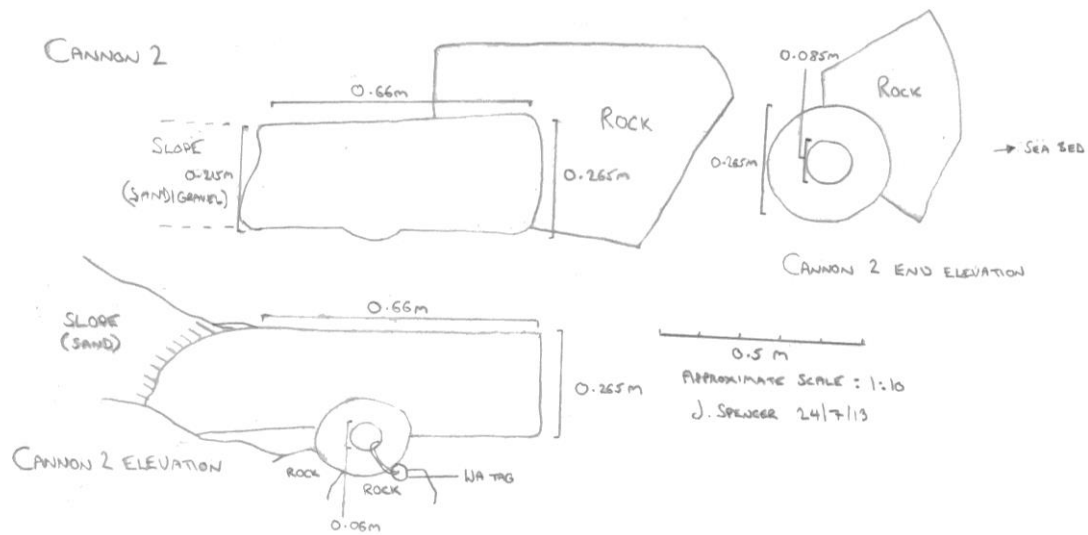 CANNON 2
0.66m
SLOPE
0.215m
(SAND/GRAVEL)
0.265m
ROCK
0.085m
ROCK
0.265m
→ SEA BED
CANNON 2 END ELEVATION
SLOPE
(SAND)
0.66m
0.265m
0.5 m
APPROXIMATE SCALE : 1:10
J. SPENCER 24/7/13
CANNON 2 ELEVATION
ROCK
ROCK
WA TAG
0.06m